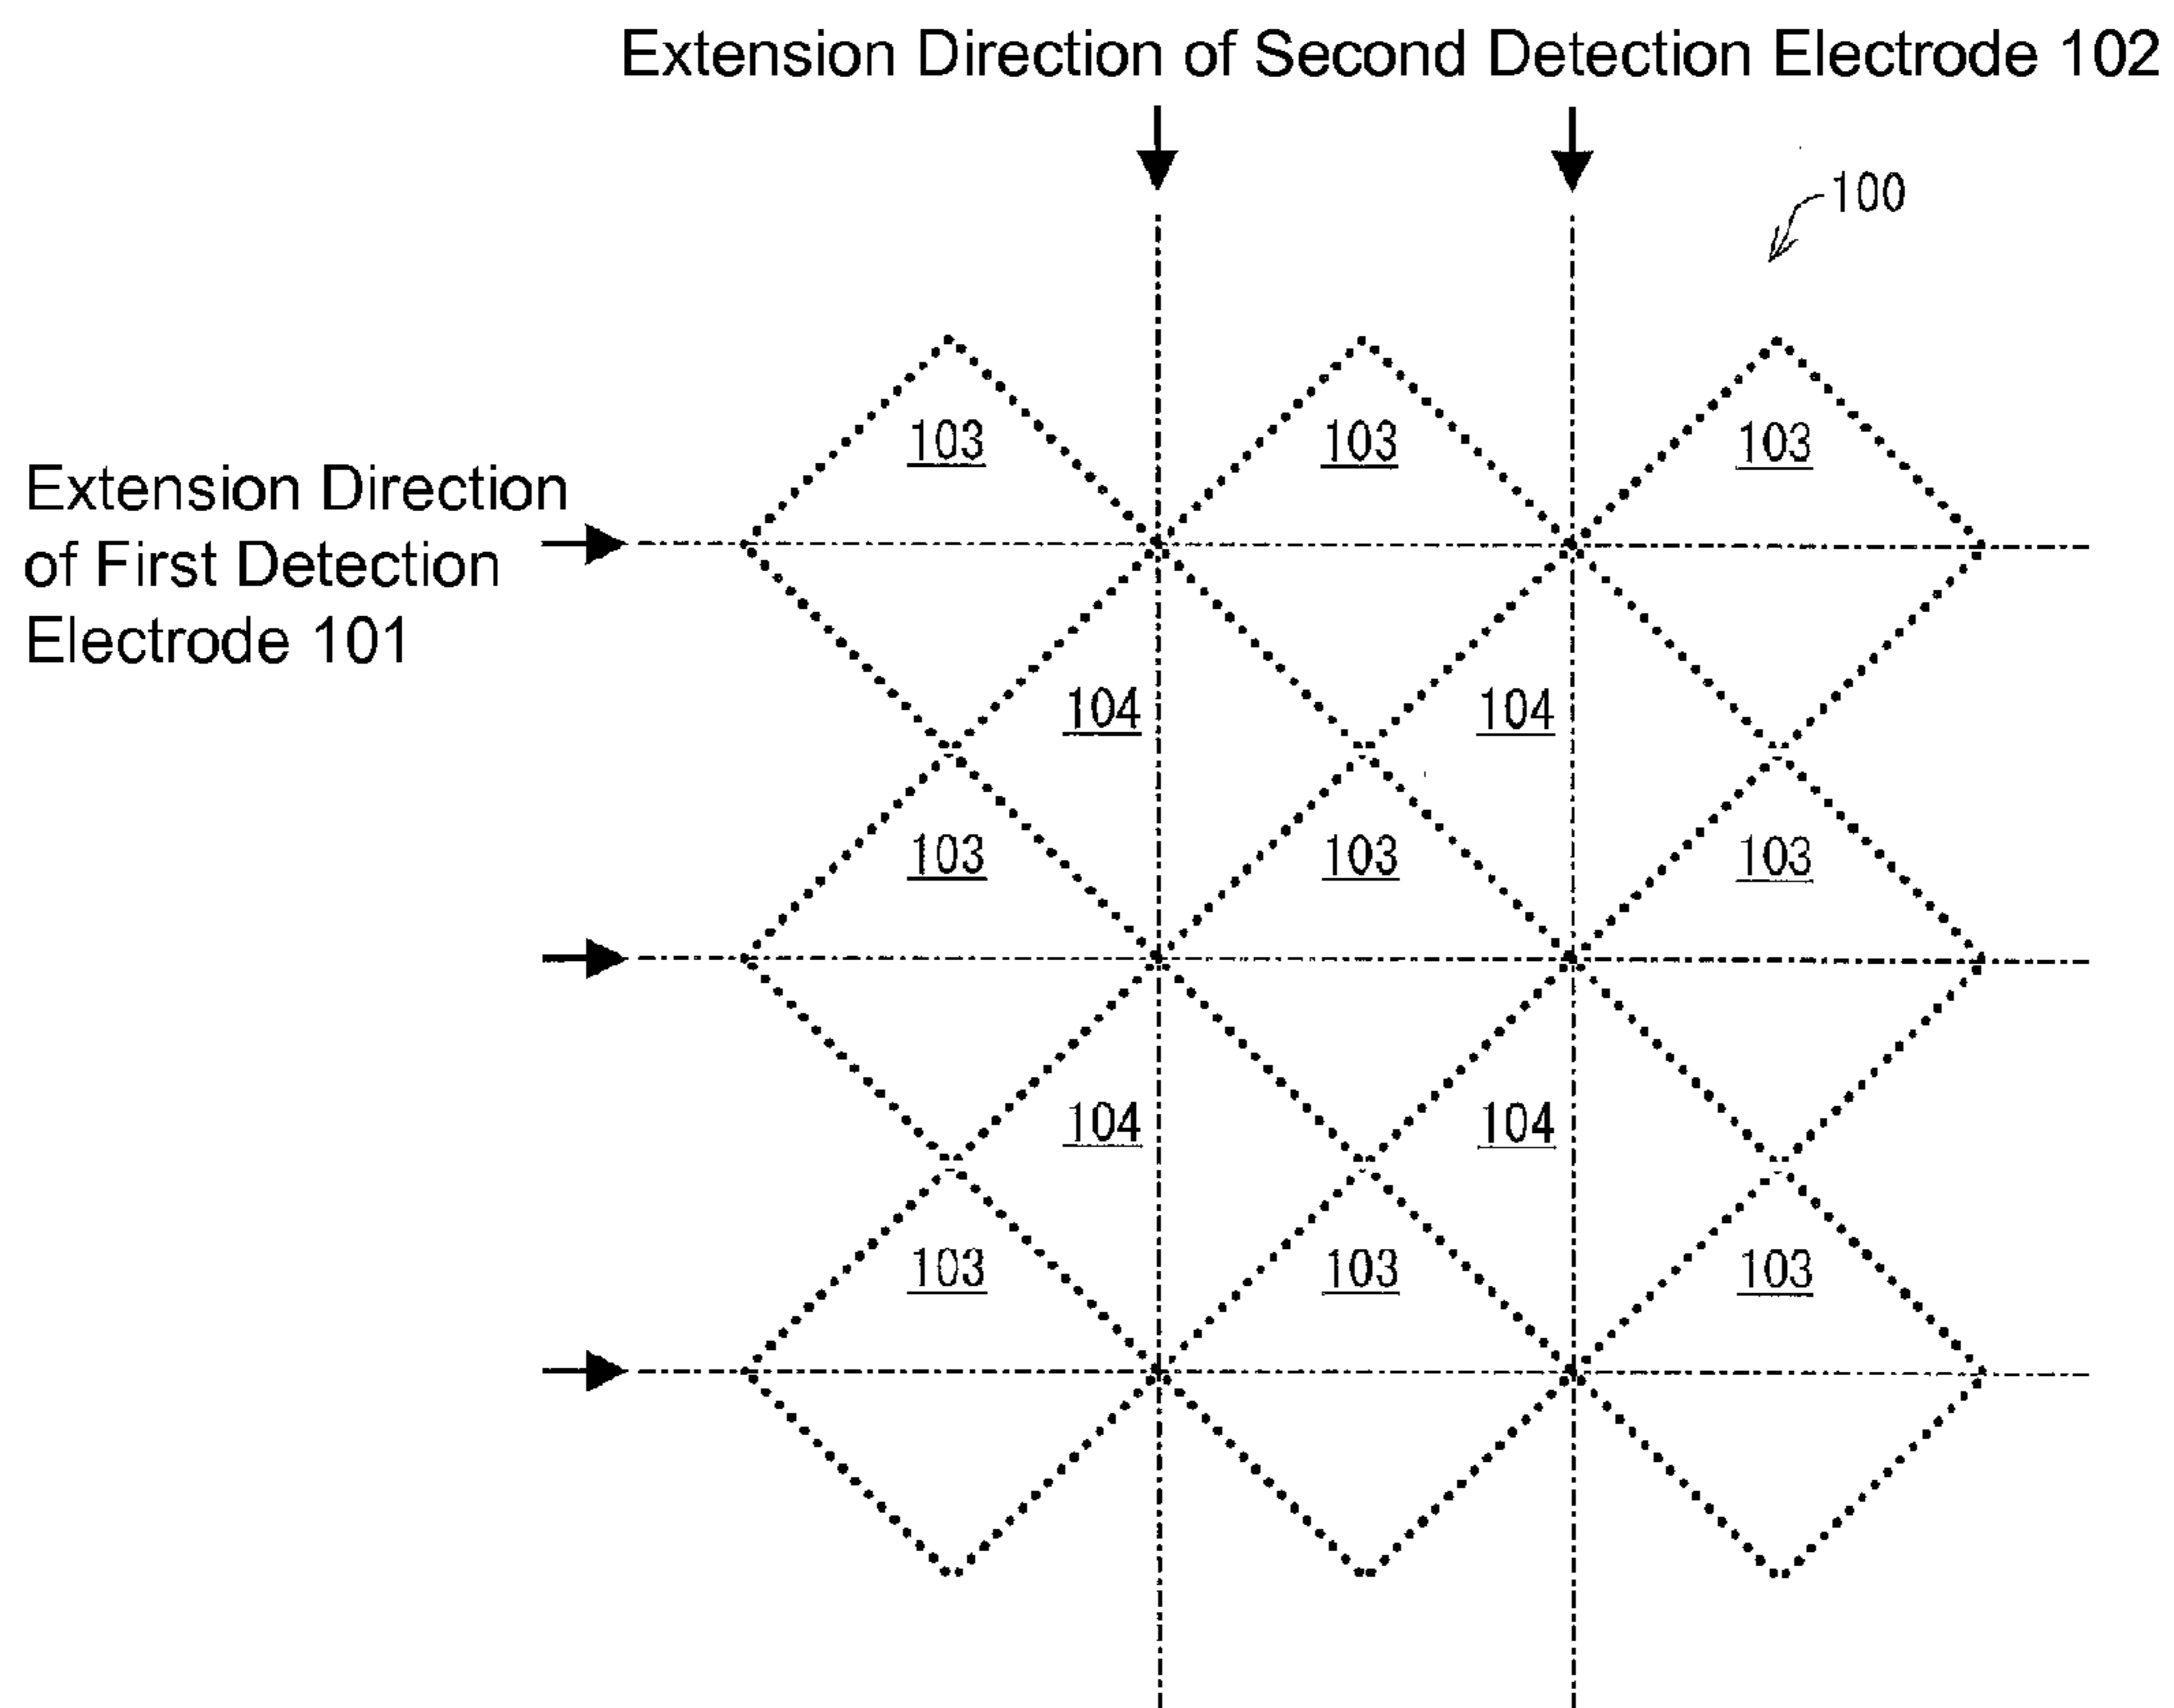 Extension Direction of Second Detection Electrode 102
100
103 103 103
Extension Direction
of First Detection
Electrode 101
104 104
103 103 103
104 104
103 103 103